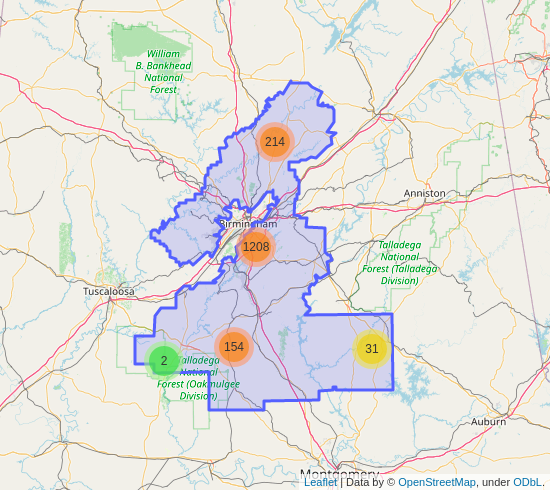 William
B. Bankhead
National
Forest
214
Anniston
Birmingham
1208
Talladega
National
Forest (Talladega
Division)
Tuscaloosa
154
31
2
Talladega
National
Forest (Oakmulgee
Division)
Auburn
Montgomery
Leaflet | Data by © OpenStreetMap, under ODbL.